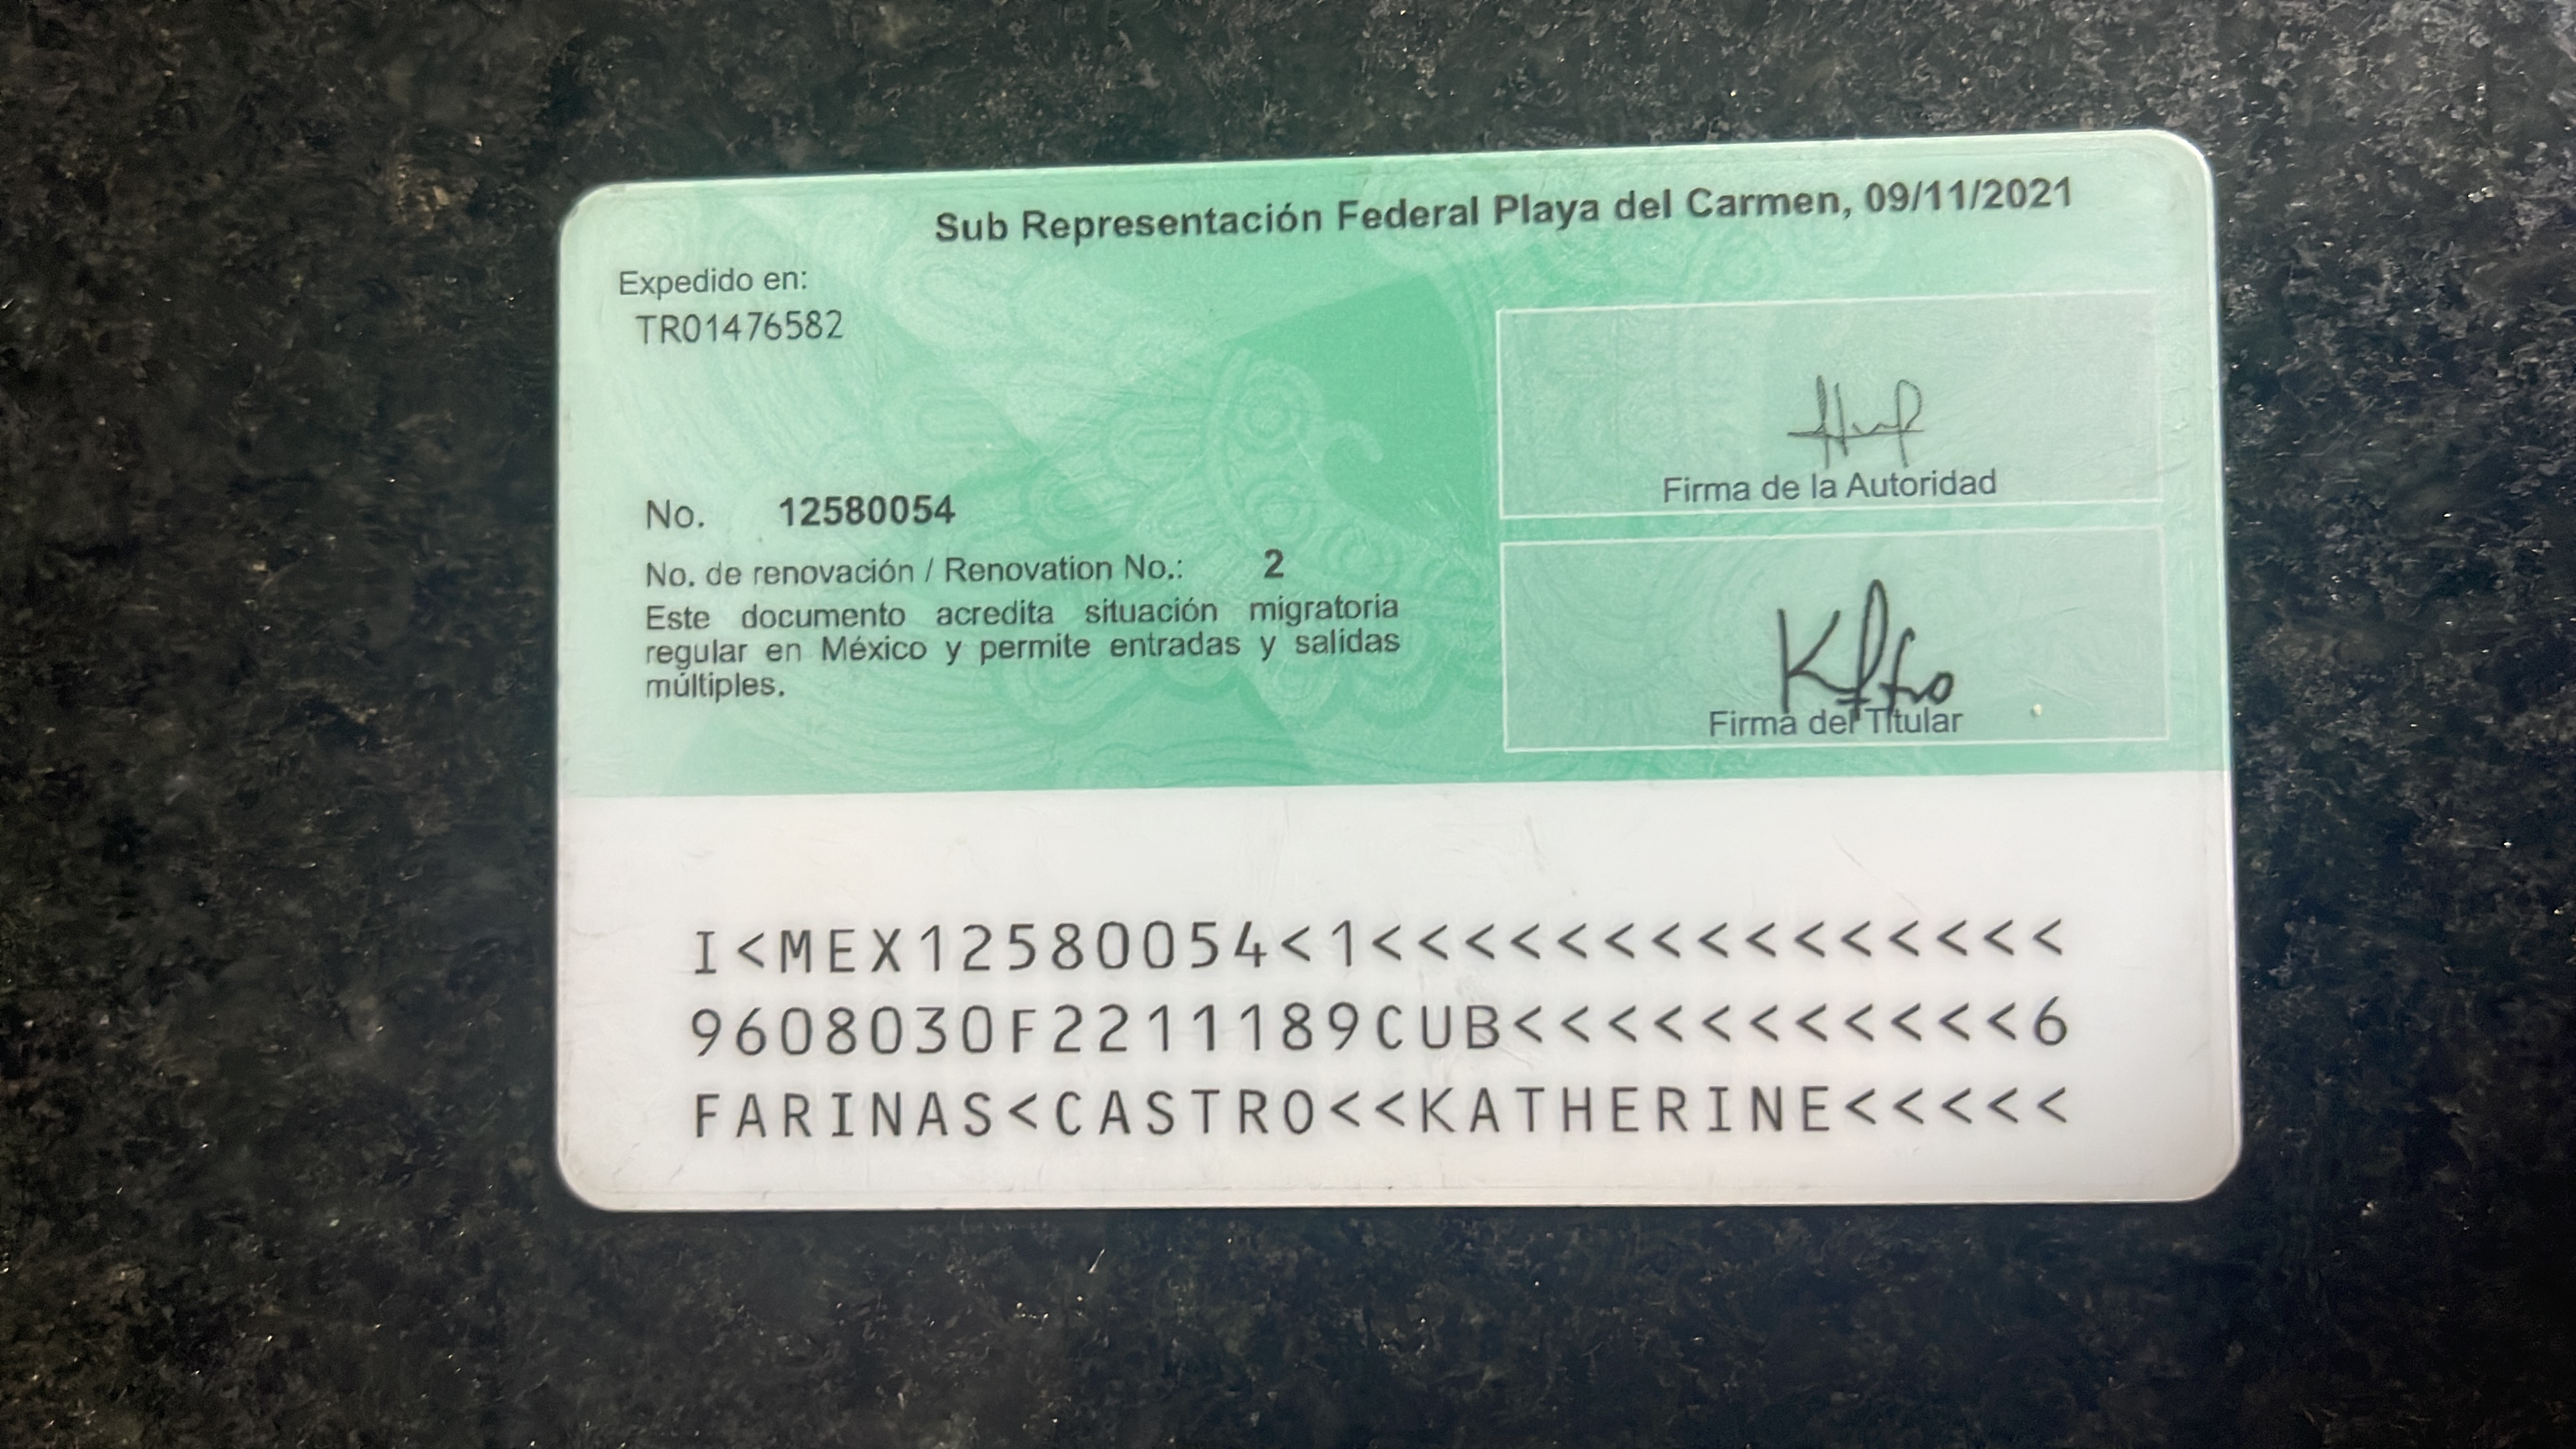 Sub Representación Federal Playa del Carmen, 09/11/2021
Expedido en:
TR01476582
Firma de la Autoridad
No. 12580054
No. de renovación / Renovation No.: 2
Este documento acredita situación migratoria
regular en México y permite entradas y salidas
múltiples.
Firma del Titular
I<MEX12580054<1<<<<<<<<<<<<<<<
9608030F2211189CUB<<<<<<<<<<<6
FARINAS<CASTRO<<KATHERINE<<<<<